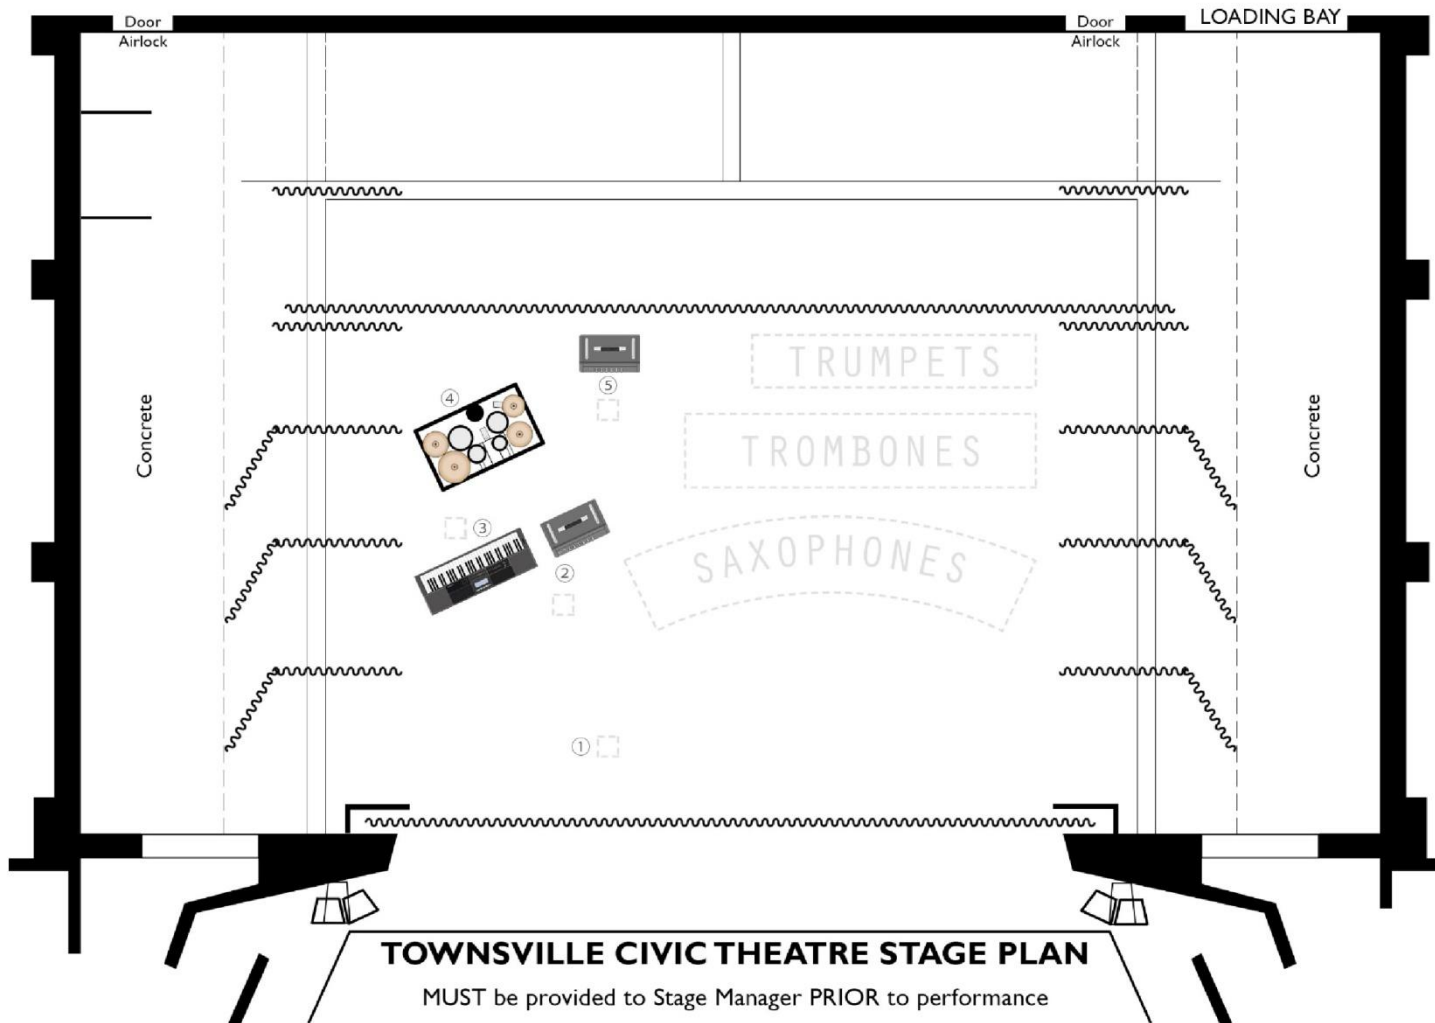 Door
Airlock
Door
Airlock
LOADING BAY
TRUMPETS
5
4
Concrete
TROMBONES
Concrete
3
SAXOPHONES
2
1
TOWNSVILLE CIVIC THEATRE STAGE PLAN
MUST be provided to Stage Manager PRIOR to performance